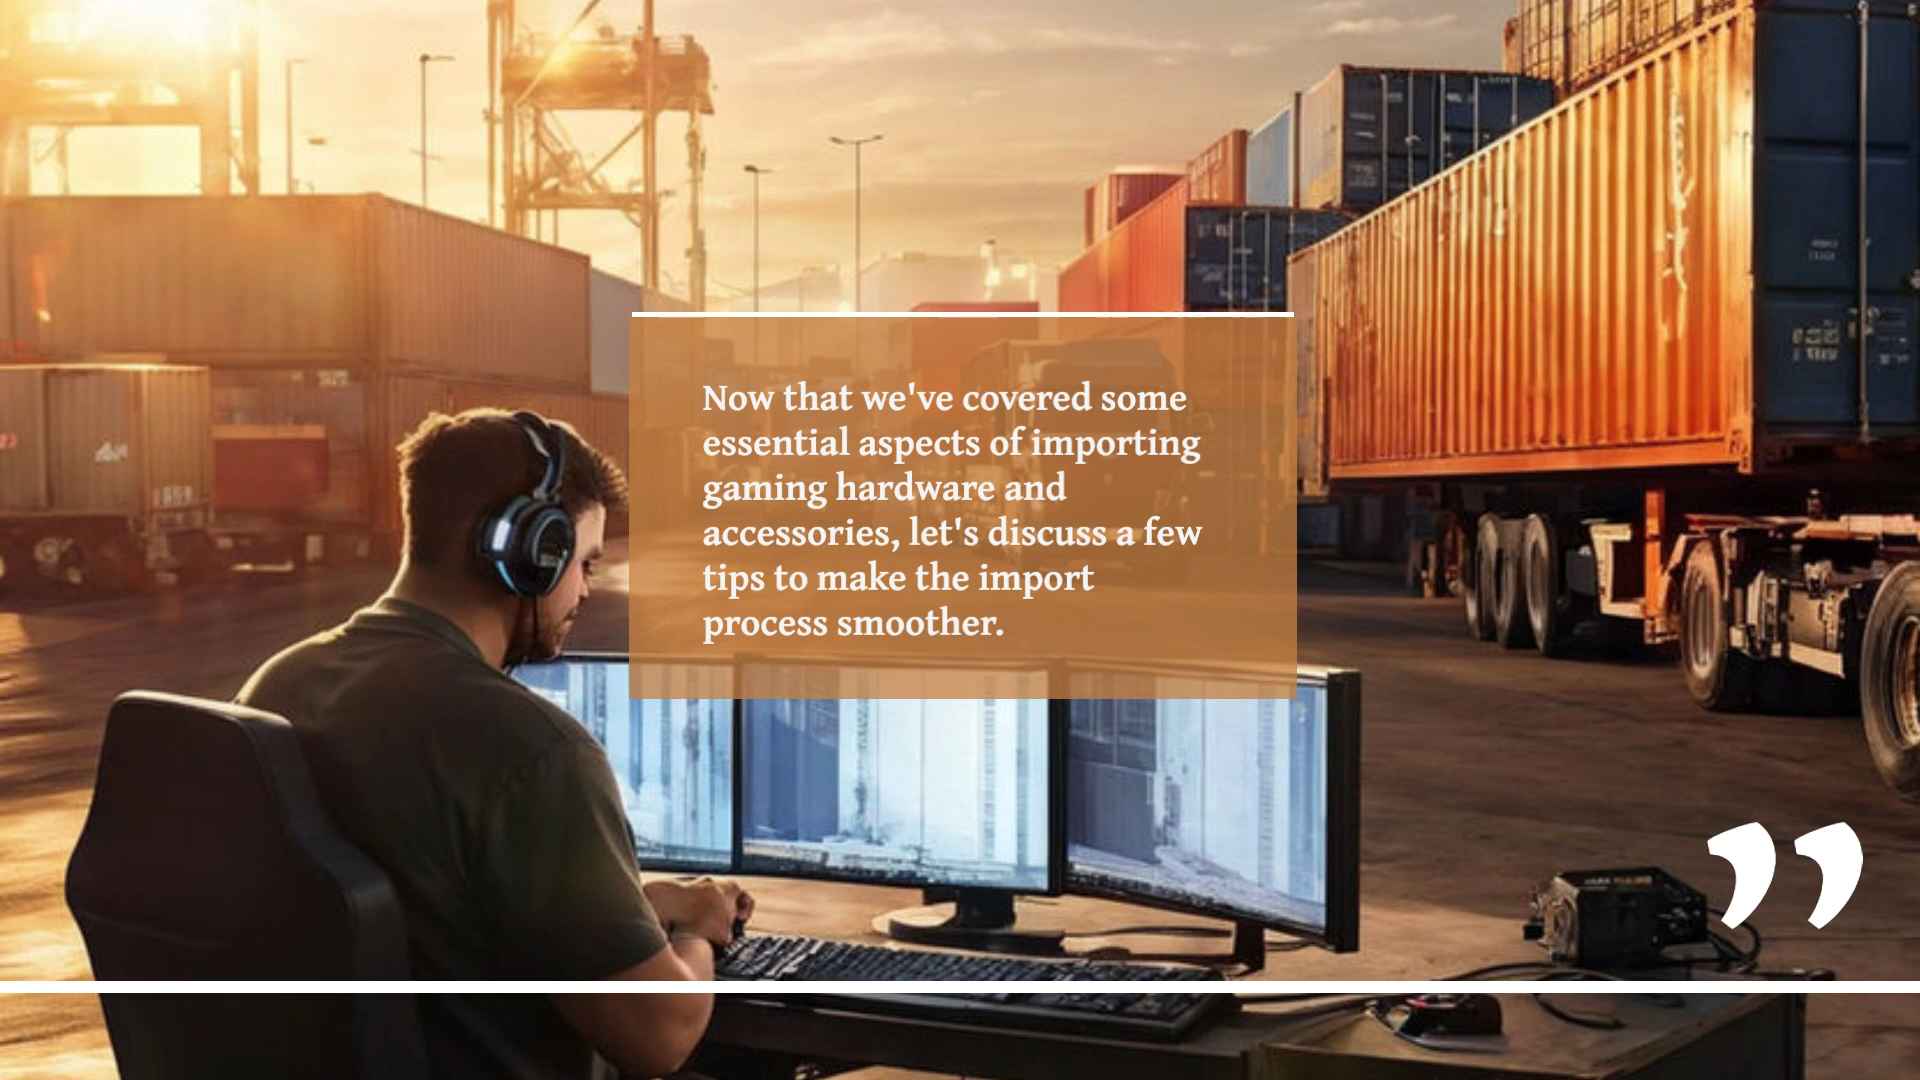 Now that we've covered some
essential aspects of importing
gaming hardware and
accessories, let's discuss a few
tips to make the import
process smoother.
”